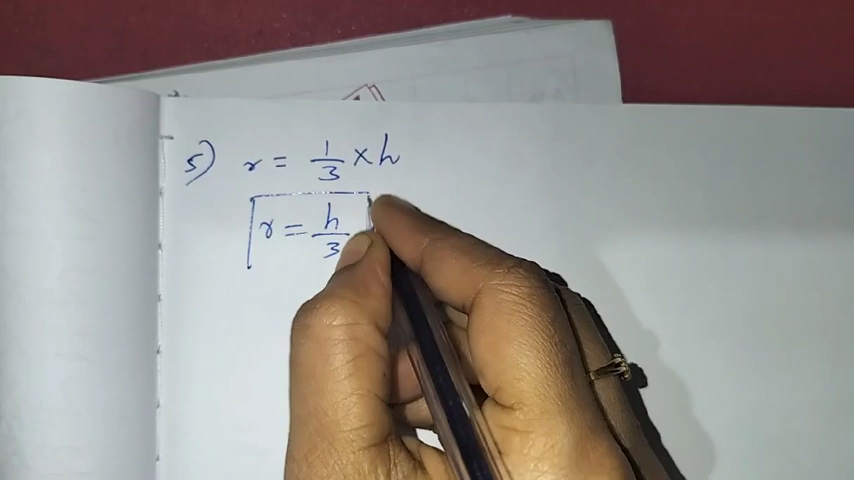 5) r = 1/3 × h
r = h/3